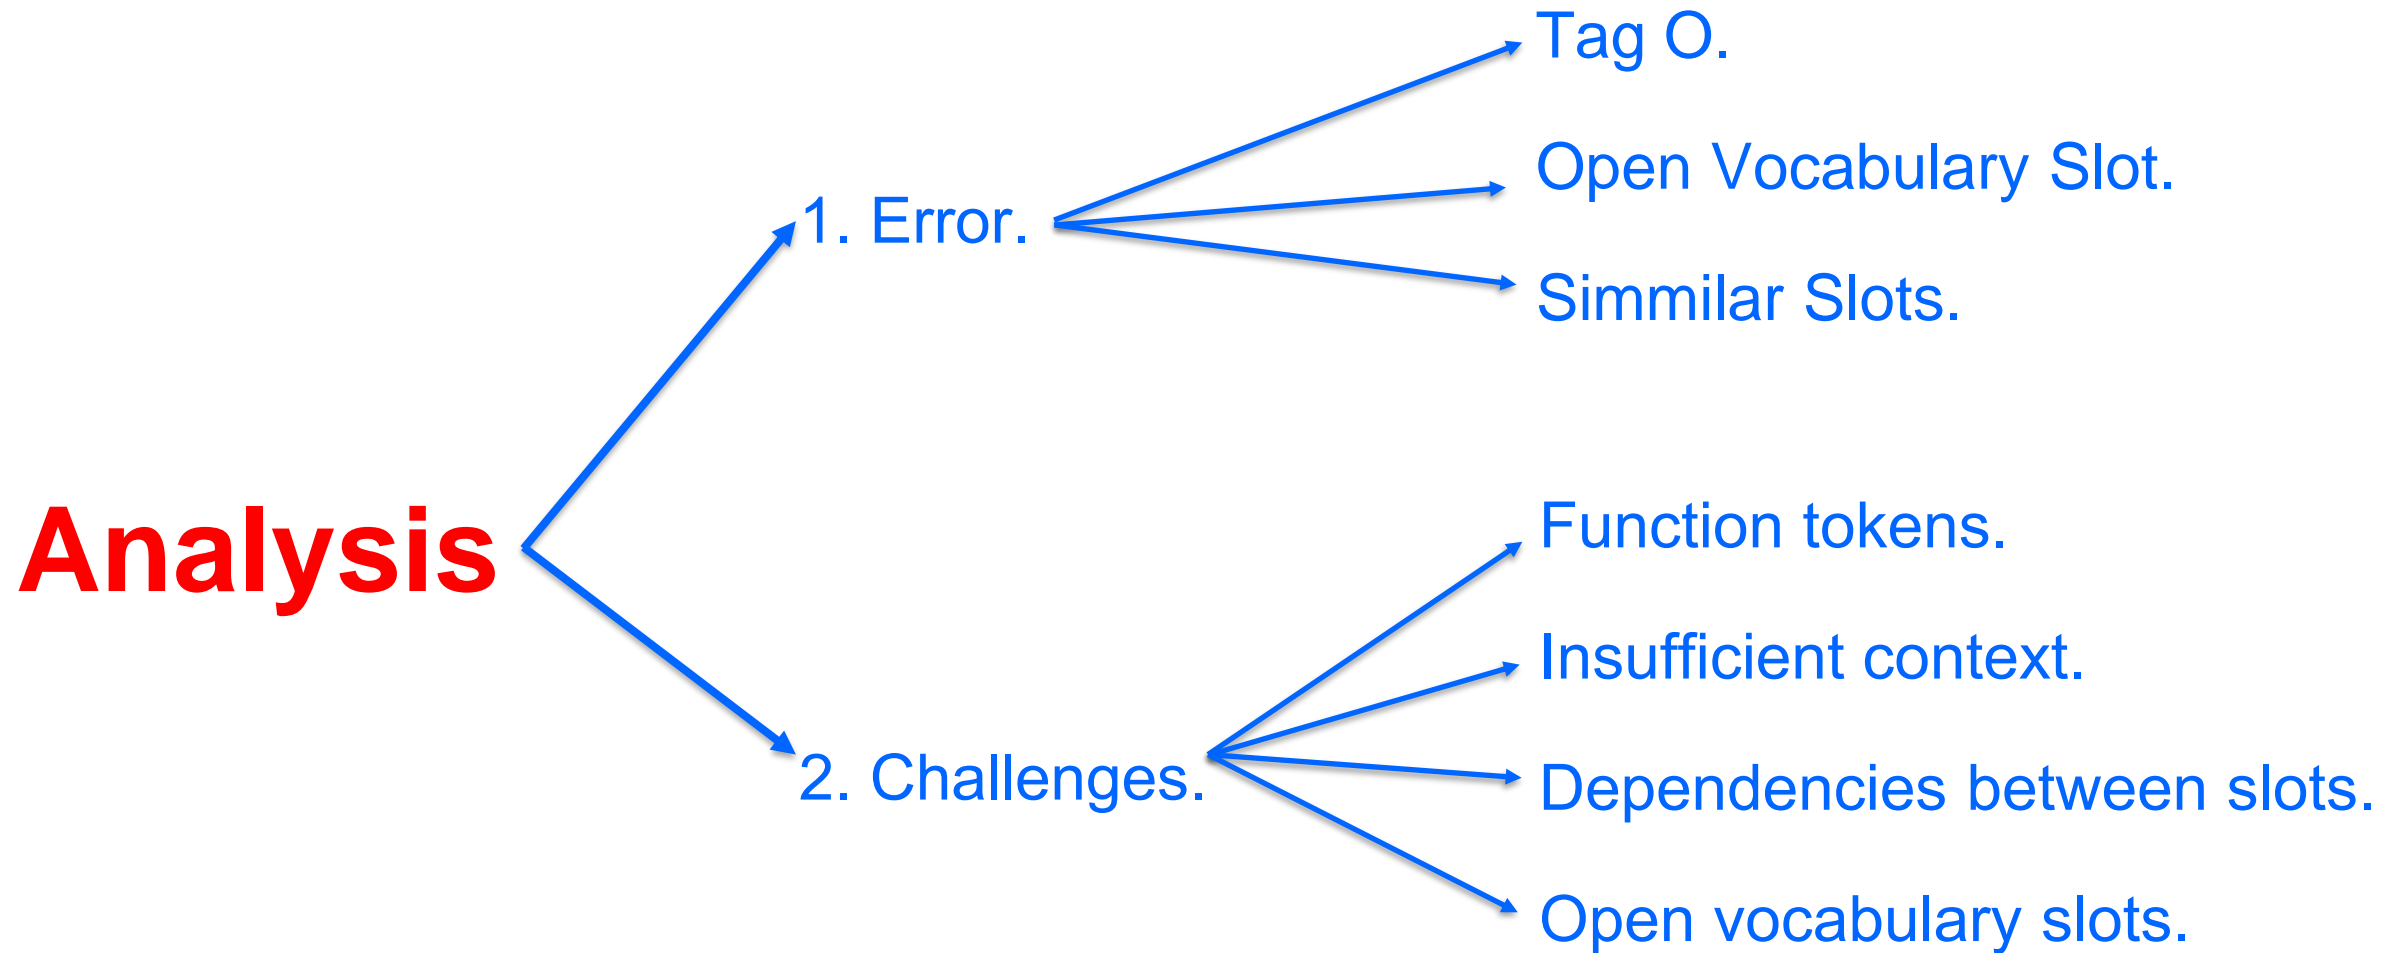 Analysis
1. Error.
Tag O.
Open Vocabulary Slot.
Simmilar Slots.
2. Challenges.
Function tokens.
Insufficient context.
Dependencies between slots.
Open vocabulary slots.